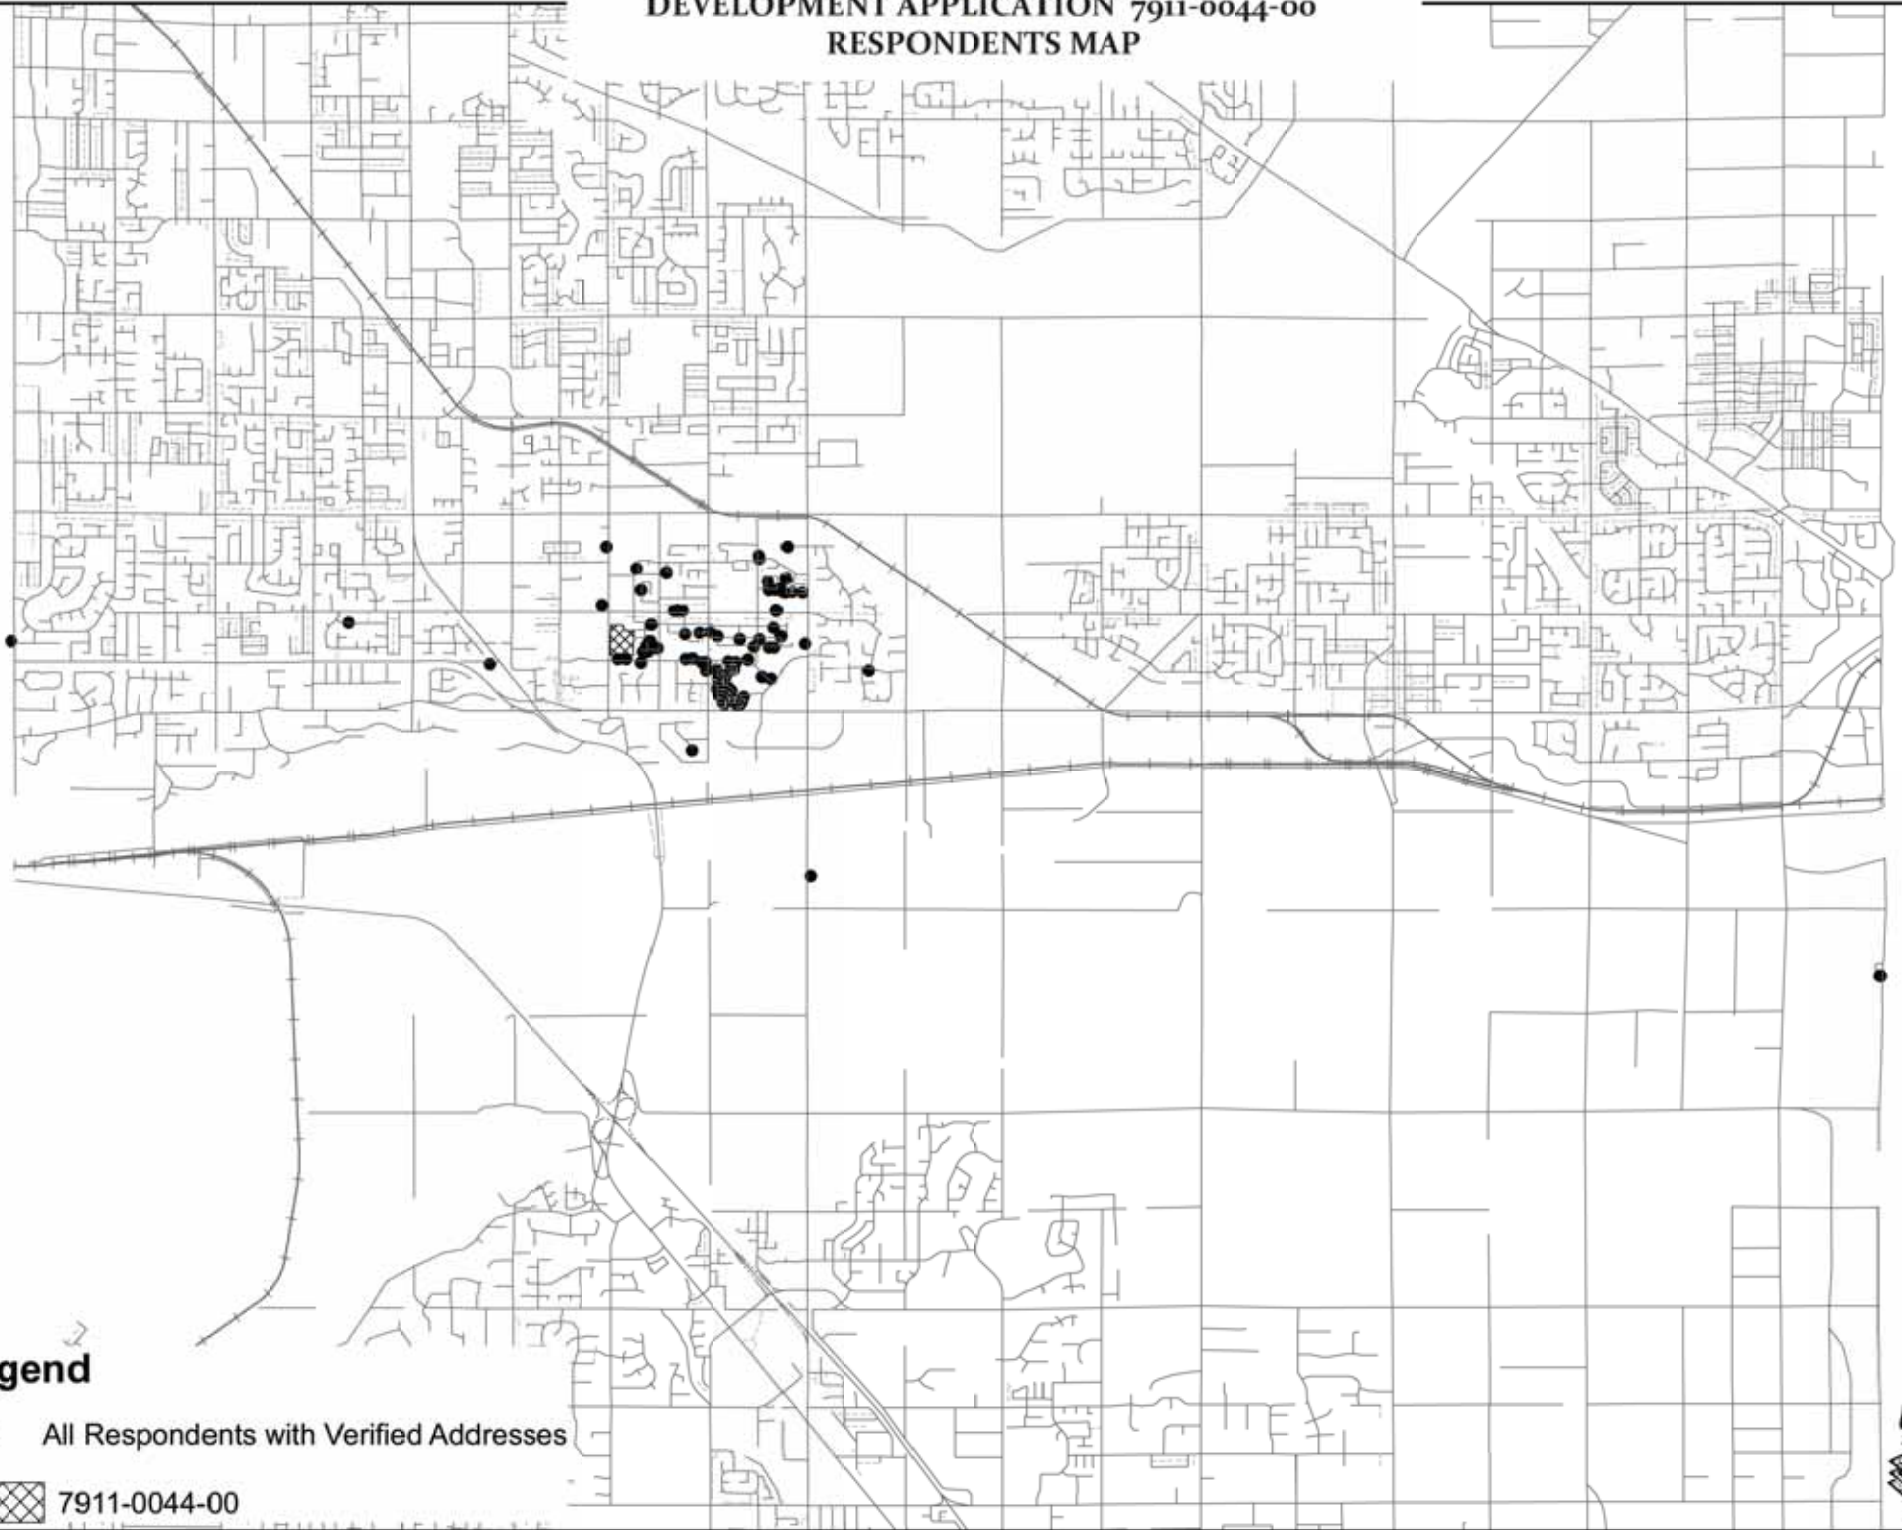 DEVELOPMENT APPLICATION 7911-0044-00
RESPONDENTS MAP
gend
All Respondents with Verified Addresses
7911-0044-00